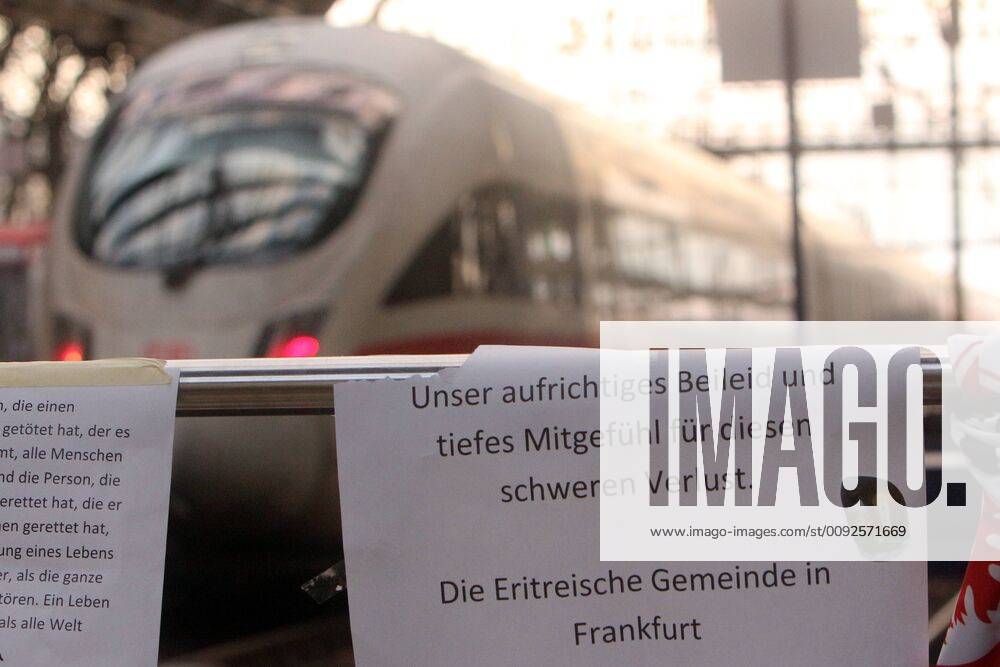 n, die einen
getötet hat, der es
mt, alle Menschen
nd die Person, die
erettet hat, die er
hen gerettet hat,
ung eines Lebens
er, als die ganze
tören. Ein Leben
als alle Welt
Unser aufrichtiges Beileid und
tiefes Mitgefühl für diesen
schweren Verlust.
Die Eritreische Gemeinde in
Frankfurt
IMAGO.
www.imago-images.com/st/0092571669